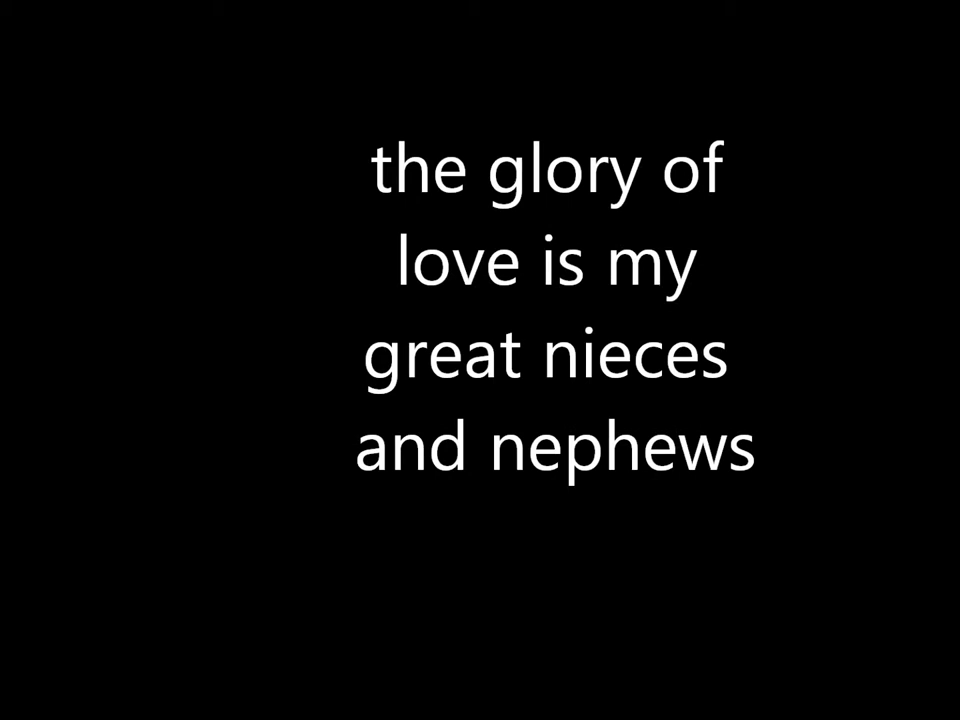 the glory of
love is my
great nieces
and nephews